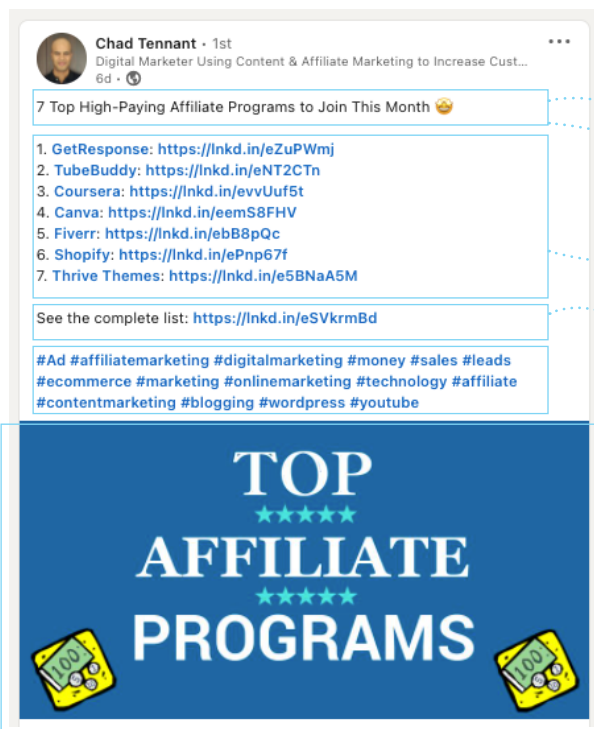 Chad Tennant • 1st
Digital Marketer Using Content & Affiliate Marketing to Increase Cust...
6d •
7 Top High-Paying Affiliate Programs to Join This Month 🤩
1. GetResponse: https://lnkd.in/eZuPWmj
2. TubeBuddy: https://lnkd.in/eNT2CTn
3. Coursera: https://lnkd.in/evvUuf5t
4. Canva: https://lnkd.in/eemS8FHV
5. Fiverr: https://lnkd.in/ebB8pQc
6. Shopify: https://lnkd.in/ePnp67f
7. Thrive Themes: https://lnkd.in/e5BNaA5M
See the complete list: https://lnkd.in/eSVkrmBd
#Ad #affiliatemarketing #digitalmarketing #money #sales #leads
#ecommerce #marketing #onlinemarketing #technology #affiliate
#contentmarketing #blogging #wordpress #youtube
TOP
AFFILIATE
PROGRAMS
100
100